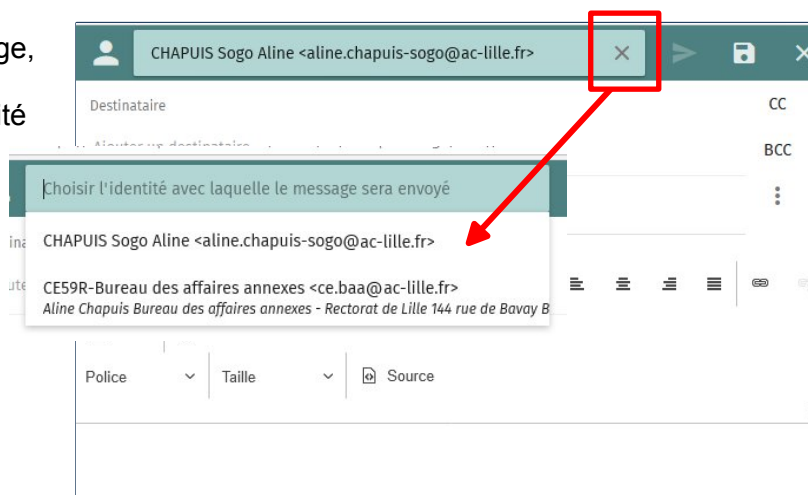 ge,
té
CHAPUIS Sogo Aline <aline.chapuis-sogo@ac-lille.fr>
Destinataire
CC
BCC
Choisir l'identité avec laquelle le message sera envoyé
CHAPUIS Sogo Aline <aline.chapuis-sogo@ac-lille.fr>
CE59R-Bureau des affaires annexes <ce.baa@ac-lille.fr>
Aline Chapuis Bureau des affaires annexes - Rectorat de Lille 144 rue de Bavay B
Police
Taille
Source